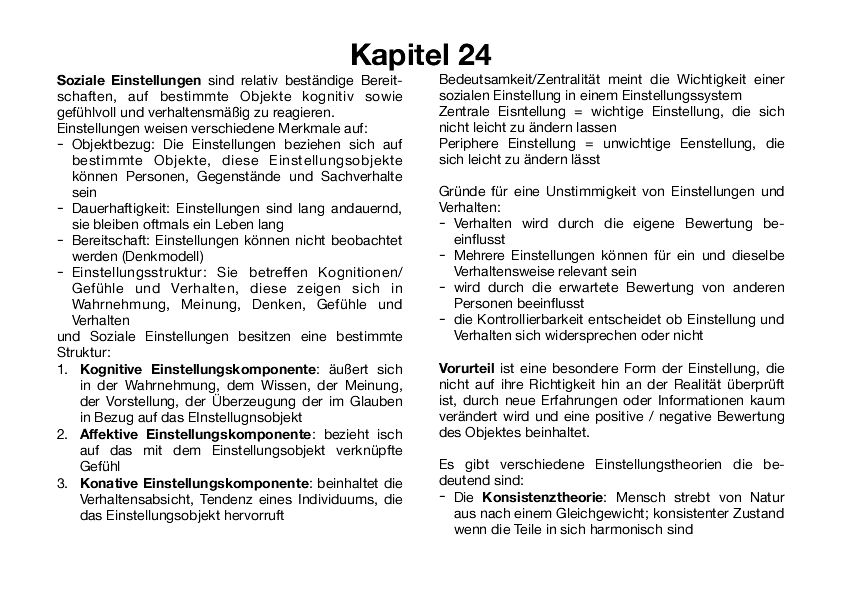 Kapitel 24
Soziale Einstellungen sind relativ beständige Bereit-
schaften, auf bestimmte Objekte kognitiv sowie
gefühlvoll und verhaltensmäßig zu reagieren.
Einstellungen weisen verschiedene Merkmale auf:
- Objektbezug: Die Einstellungen beziehen sich auf
bestimmte Objekte, diese Einstellungsobjekte
können Personen, Gegenstände und Sachverhalte
sein
- Dauerhaftigkeit: Einstellungen sind lang andauernd,
sie bleiben oftmals ein Leben lang
- Bereitschaft: Einstellungen können nicht beobachtet
werden (Denkmodell)
- Einstellungsstruktur: Sie betreffen Kognitionen/
Gefühle und Verhalten, diese zeigen sich in
Wahrnehmung, Meinung, Denken, Gefühle und
Verhalten
und Soziale Einstellungen besitzen eine bestimmte
Struktur:
1. Kognitive Einstellungskomponente: äußert sich
in der Wahrnehmung, dem Wissen, der Meinung,
der Vorstellung, der Überzeugung der im Glauben
in Bezug auf das EInstellugnsobjekt
2. Affektive Einstellungskomponente: bezieht isch
auf das mit dem Einstellungsobjekt verknüpfte
Gefühl
3. Konative Einstellungskomponente: beinhaltet die
Verhaltensabsicht, Tendenz eines Individuums, die
das Einstellungsobjekt hervorruft
Bedeutsamkeit/Zentralität meint die Wichtigkeit einer
sozialen Einstellung in einem Einstellungssystem
Zentrale Eisntellung = wichtige Einstellung, die sich
nicht leicht zu ändern lassen
Periphere Einstellung = unwichtige Eenstellung, die
sich leicht zu ändern lässt
Gründe für eine Unstimmigkeit von Einstellungen und
Verhalten:
- Verhalten wird durch die eigene Bewertung be-
einflusst
- Mehrere Einstellungen können für ein und dieselbe
Verhaltensweise relevant sein
- wird durch die erwartete Bewertung von anderen
Personen beeinflusst
- die Kontrollierbarkeit entscheidet ob Einstellung und
Verhalten sich widersprechen oder nicht
Vorurteil ist eine besondere Form der Einstellung, die
nicht auf ihre Richtigkeit hin an der Realität überprüft
ist, durch neue Erfahrungen oder Informationen kaum
verändert wird und eine positive / negative Bewertung
des Objektes beinhaltet.
Es gibt verschiedene Einstellungstheorien die be-
deutend sind:
- Die Konsistenztheorie: Mensch strebt von Natur
aus nach einem Gleichgewicht; konsistenter Zustand
wenn die Teile in sich harmonisch sind